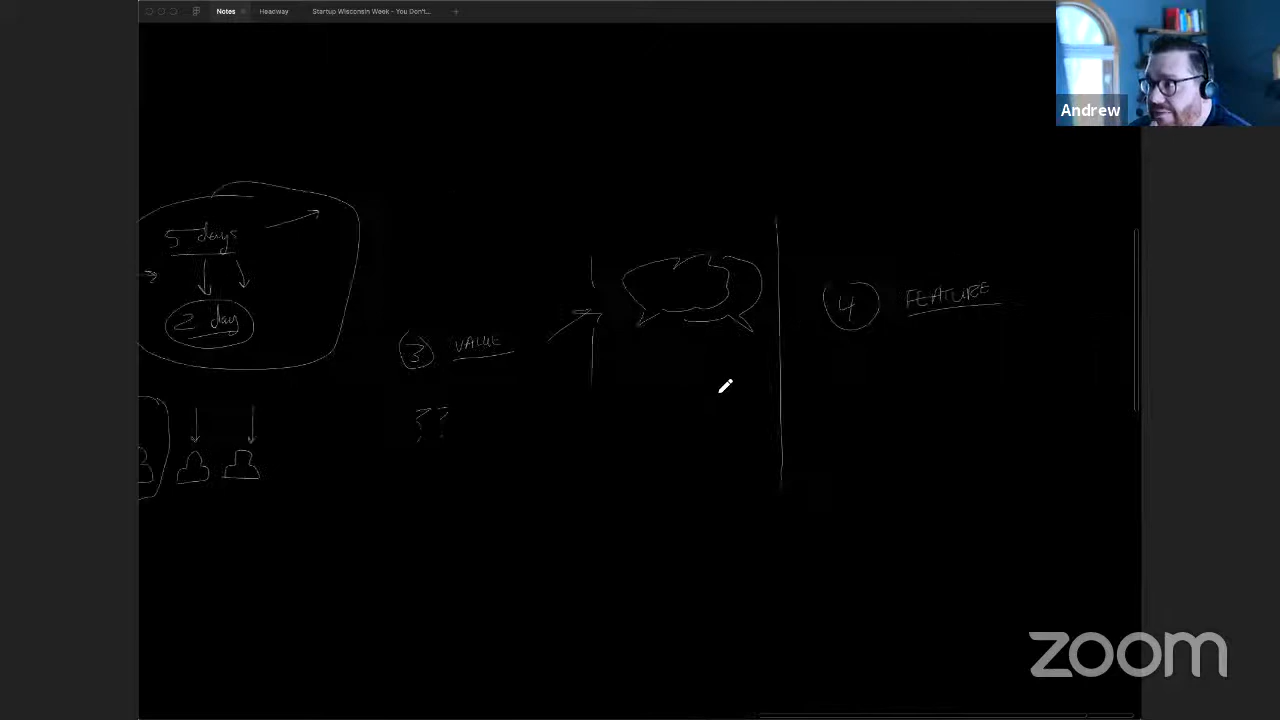 Notes
Headway
Startup Wisconsin Week - You Don't...
Andrew
5 days
2 day
3 VALUE
??
4 FEATURE
zoom